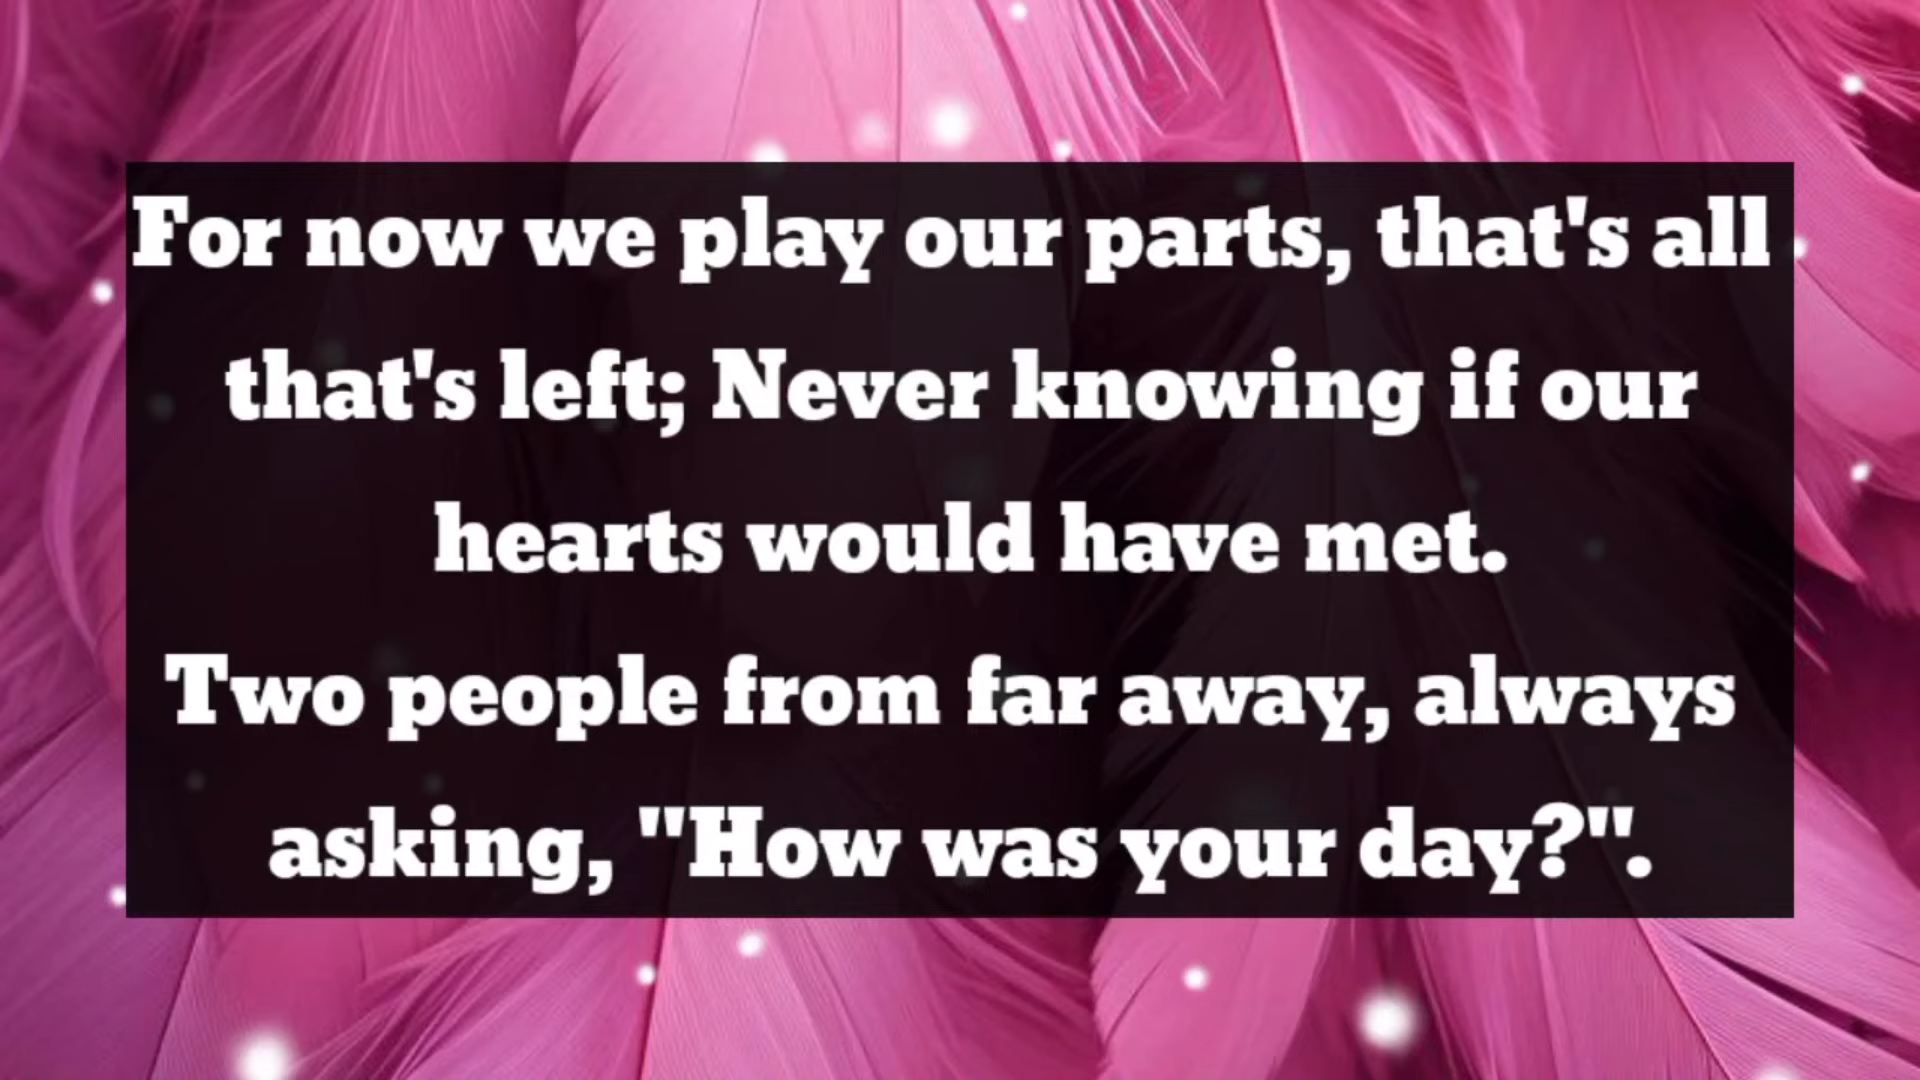 For now we play our parts, that's all
that's left; Never knowing if our
hearts would have met.
Two people from far away, always
asking, "How was your day?".